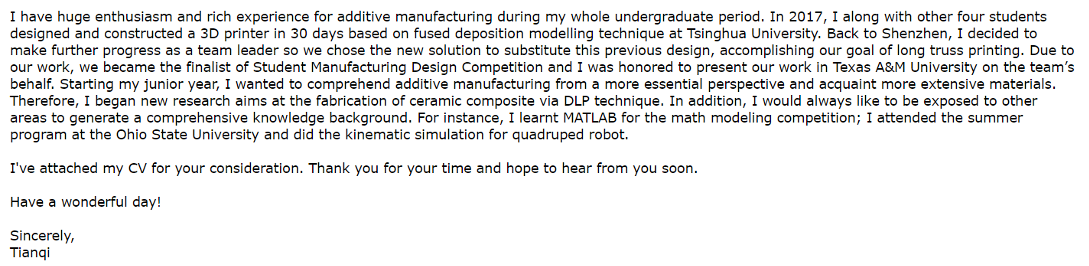 I have huge enthusiasm and rich experience for additive manufacturing during my whole undergraduate period. In 2017, I along with other four students
designed and constructed a 3D printer in 30 days based on fused deposition modelling technique at Tsinghua University. Back to Shenzhen, I decided to
make further progress as a team leader so we chose the new solution to substitute this previous design, accomplishing our goal of long truss printing. Due to
our work, we became the finalist of Student Manufacturing Design Competition and I was honored to present our work in Texas A&M University on the team's
behalf. Starting my junior year, I wanted to comprehend additive manufacturing from a more essential perspective and acquaint more extensive materials.
Therefore, I began new research aims at the fabrication of ceramic composite via DLP technique. In addition, I would always like to be exposed to other
areas to generate a comprehensive knowledge background. For instance, I learnt MATLAB for the math modeling competition; I attended the summer
program at the Ohio State University and did the kinematic simulation for quadruped robot.
I've attached my CV for your consideration. Thank you for your time and hope to hear from you soon.
Have a wonderful day!
Sincerely,
Tianqi